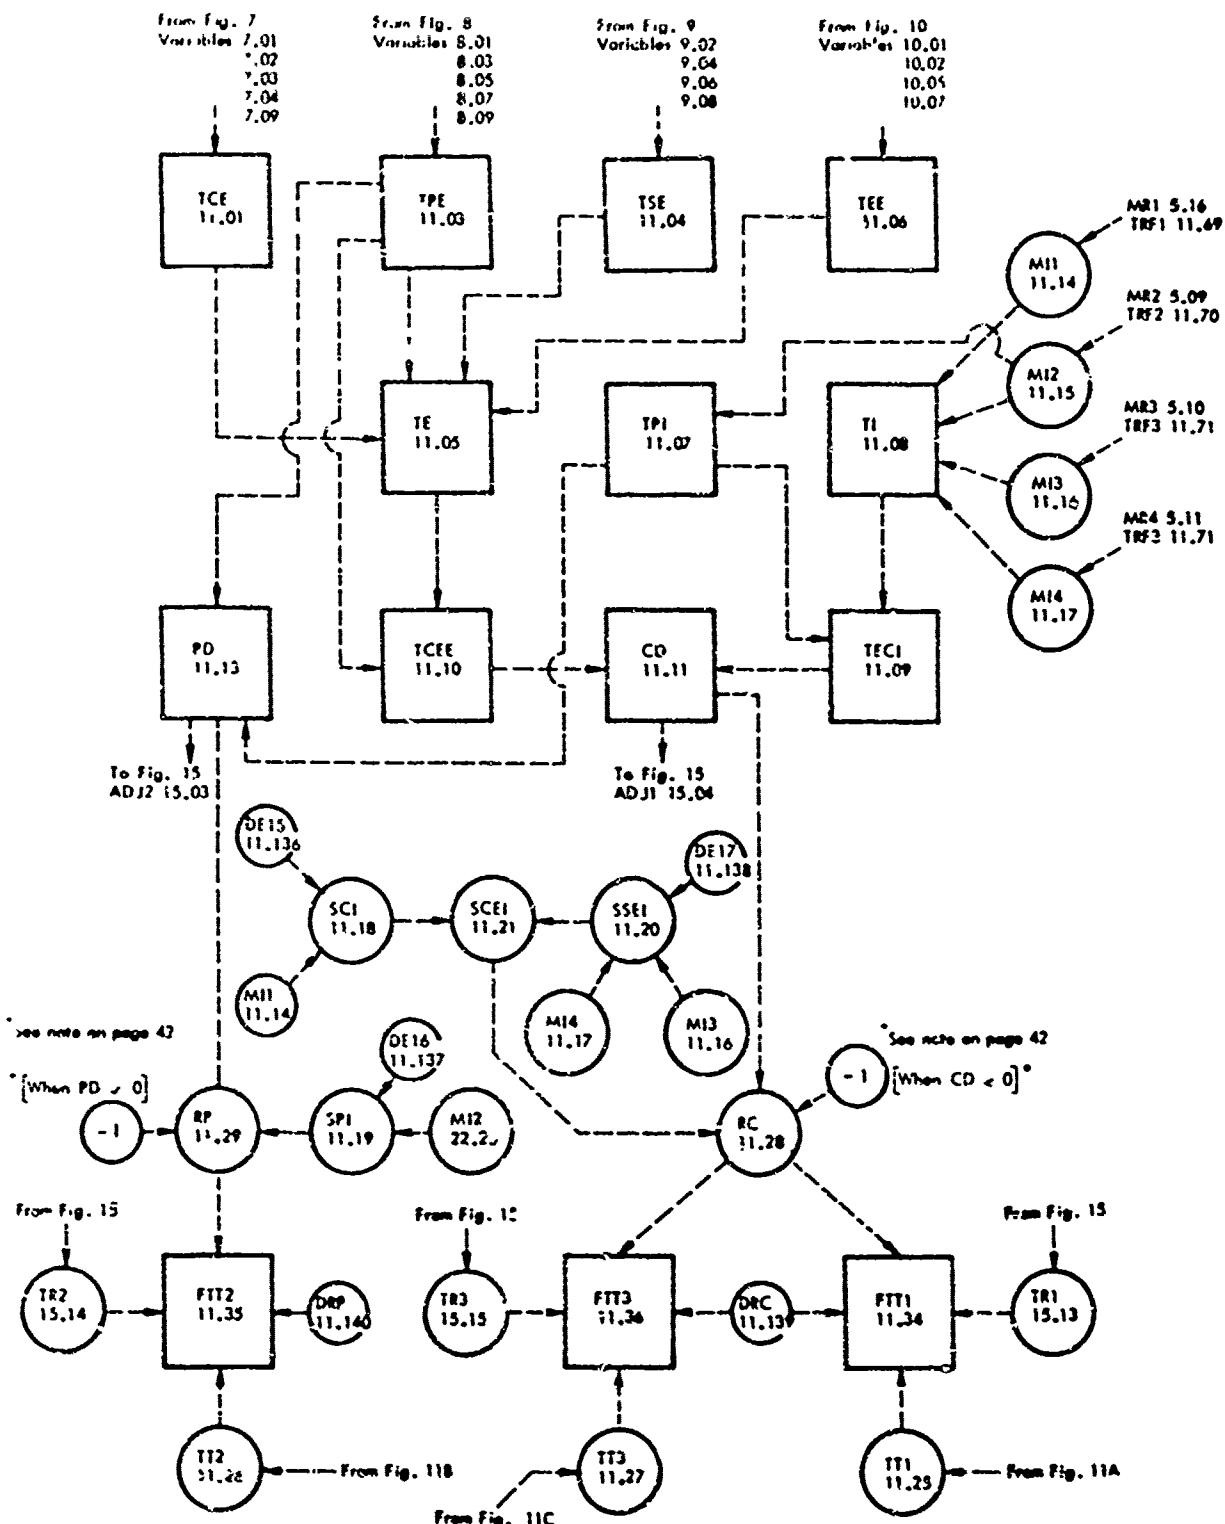 From Fig. 7
Variables 7.01
7.02
7.03
7.04
7.09
From Fig. 8
Variables 8.01
8.03
8.05
8.07
8.09
From Fig. 9
Variables 9.02
9.04
9.06
9.08
From Fig. 10
Variables 10.01
10.02
10.05
10.07
TCE
11.01
TPE
11.03
TSE
11.04
TEE
11.06
MR1 5.16
TRF1 11.69
MI1
11.14
MR2 5.09
TRF2 11.70
MI2
11.15
TE
11.05
TPI
11.07
TI
11.08
MR3 5.10
TRF3 11.71
MI3
11.16
MR4 5.11
TRF3 11.71
MI4
11.17
PD
11.13
TCEE
11.10
CD
11.11
TECI
11.09
To Fig. 15
ADJ2 15.03
To Fig. 15
ADJ1 15.04
DE15
11.136
DE17
11.138
SCI
11.18
SCEI
11.21
SSEI
11.20
MI1
11.14
MI4
11.17
MI3
11.16
*See note on page 42
DE16
11.137
*See note on page 42
*[When PD < 0]
-1
RP
11.29
SPI
11.19
MI2
-1
[When CD < 0]*
RC
11.28
From Fig. 15
From Fig.
From Fig. 15
TR2
15.14
FTT2
11.35
DRP
11.140
TR3
15.15
FTT3
11.36
DRC
11.139
FTT1
11.34
TR1
15.13
TT2
11.26
From Fig. 11B
TT3
11.27
TT1
11.25
From Fig. 11A
From Fig. 11C